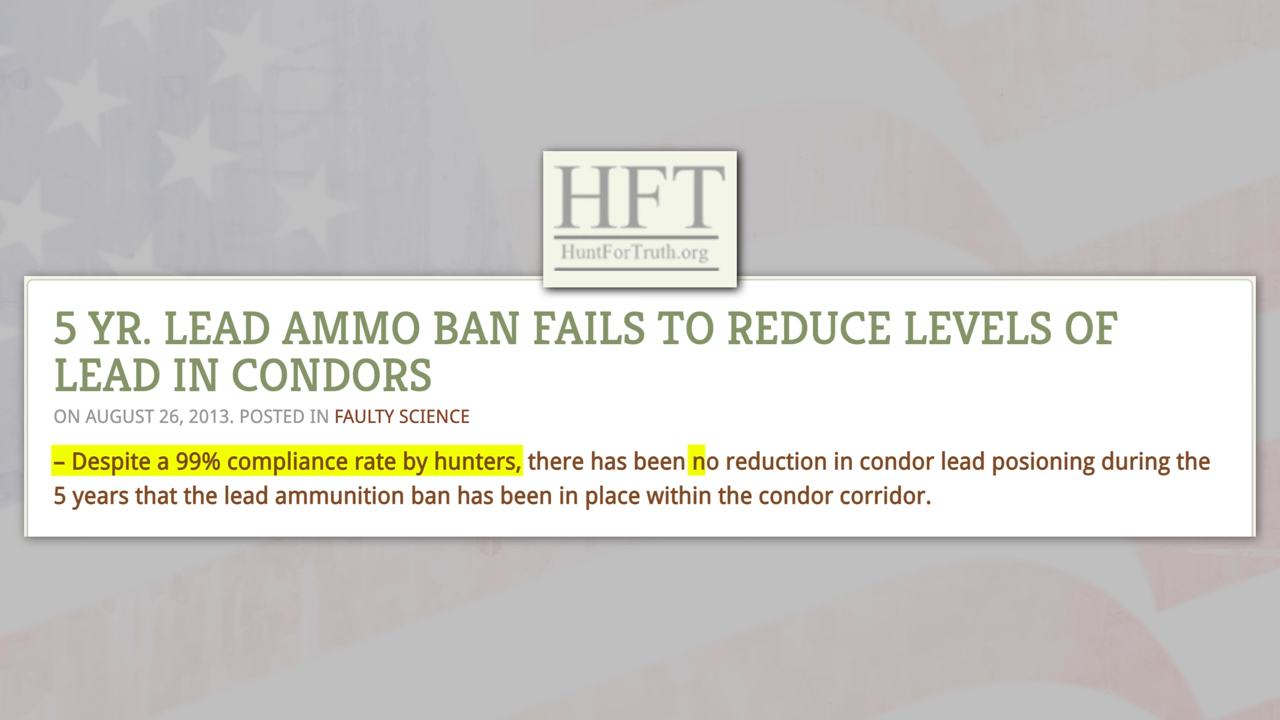 HFT
HuntForTruth.org
5 YR. LEAD AMMO BAN FAILS TO REDUCE LEVELS OF
LEAD IN CONDORS
ON AUGUST 26, 2013. POSTED IN FAULTY SCIENCE
– Despite a 99% compliance rate by hunters, there has been no reduction in condor lead posioning during the
5 years that the lead ammunition ban has been in place within the condor corridor.